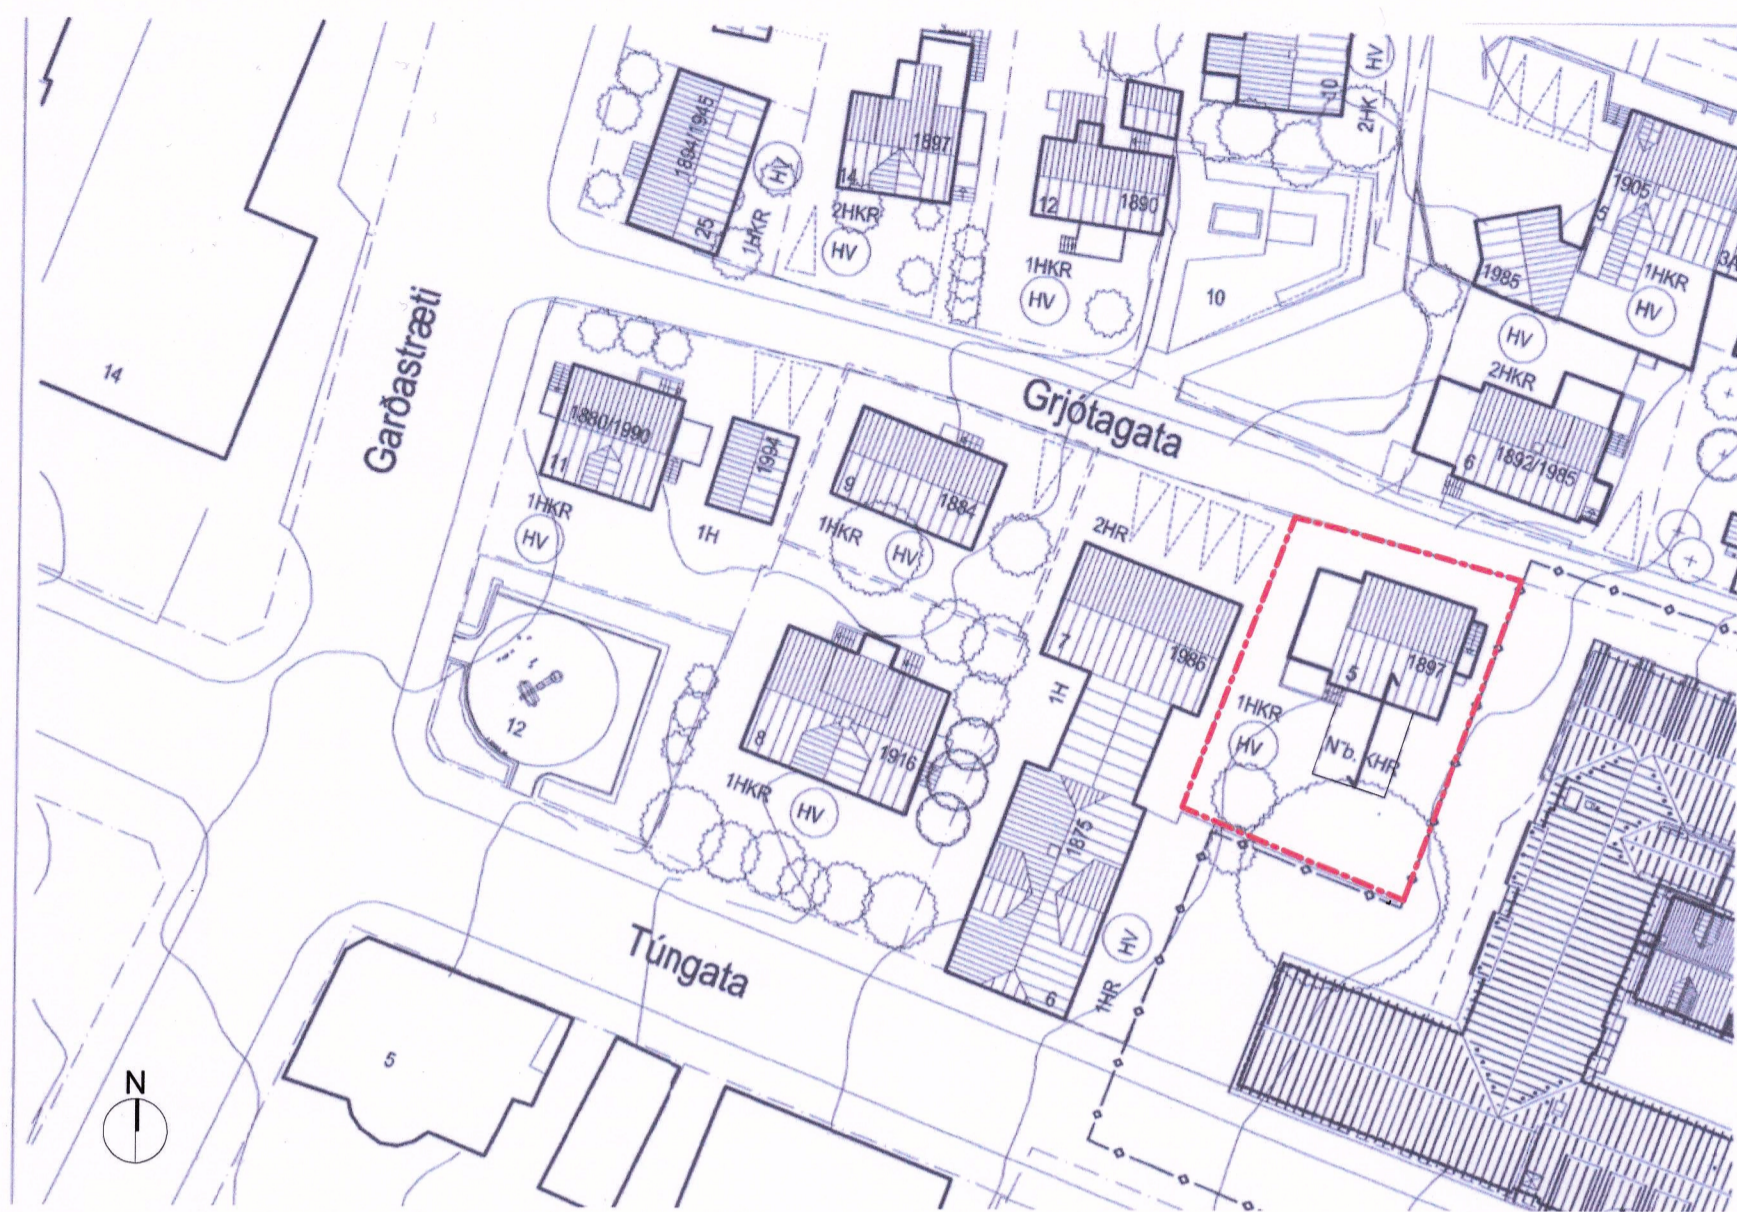 1894/1945
25
1HKR
HV
1897
14
2HKR
HV
12
1890
1HKR
HV
10
2HK
HV
10
1905
5
3A
1985
1HKR
HV
HV
2HKR
6
1892/1985
14
Garðastræti
Grjótagata
1880/1990
11
1HKR
HV
1994
1H
9
1884
1HKR
HV
2HR
7
1986
1H
5
1897
1HKR
HV
N b. KHR
12
8
1916
1HKR
HV
1875
6
HV
1HR
Túngata
5
N